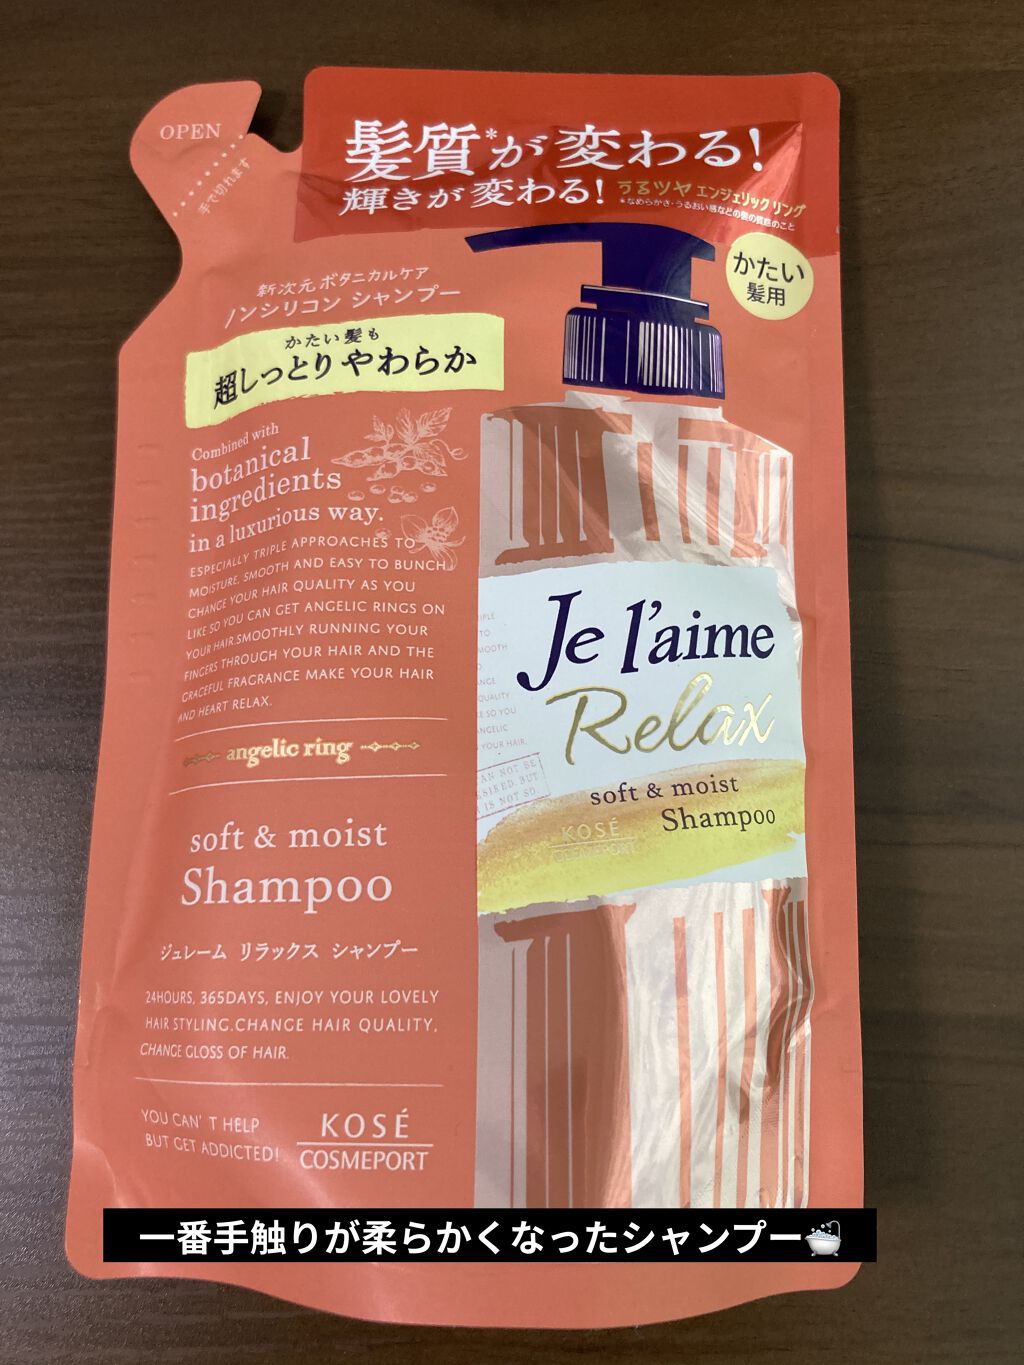 OPEN
手で切れます
髪質*が変わる!
輝きが変わる! うるツヤ エンジェリック リング
*なめらかさ・うるおい感などの髪の質感のこと
かたい
髪用
新次元 ボタニカルケア
ノンシリコン シャンプー
かたい髪も
超しっとり やわらか
Combined with
botanical
ingredients
in a luxurious way.
ESPECIALLY TRIPLE APPROACHES TO
MOISTURE, SMOOTH AND EASY TO BUNCH
CHANGE YOUR HAIR QUALITY AS YOU
LIKE SO YOU CAN GET ANGELIC RINGS ON
YOUR HAIR.SMOOTHLY RUNNING YOUR
FINGERS THROUGH YOUR HAIR AND THE
GRACEFUL FRAGRANCE MAKE YOUR HAIR
AND HEART RELAX.
angelic ring
soft & moist
Shampoo
ジュレーム リラックス シャンプー
24HOURS, 365DAYS, ENJOY YOUR LOVELY
HAIR STYLING.CHANGE HAIR QUALITY,
CHANGE GLOSS OF HAIR.
YOU CAN' T HELP
BUT GET ADDICTED!
KOSÉ
COSMEPORT
Je l'aime
Relax
soft & moist
Shampoo
KOSÉ
COSMEPORT
一番手触りが柔らかくなったシャンプー🛁